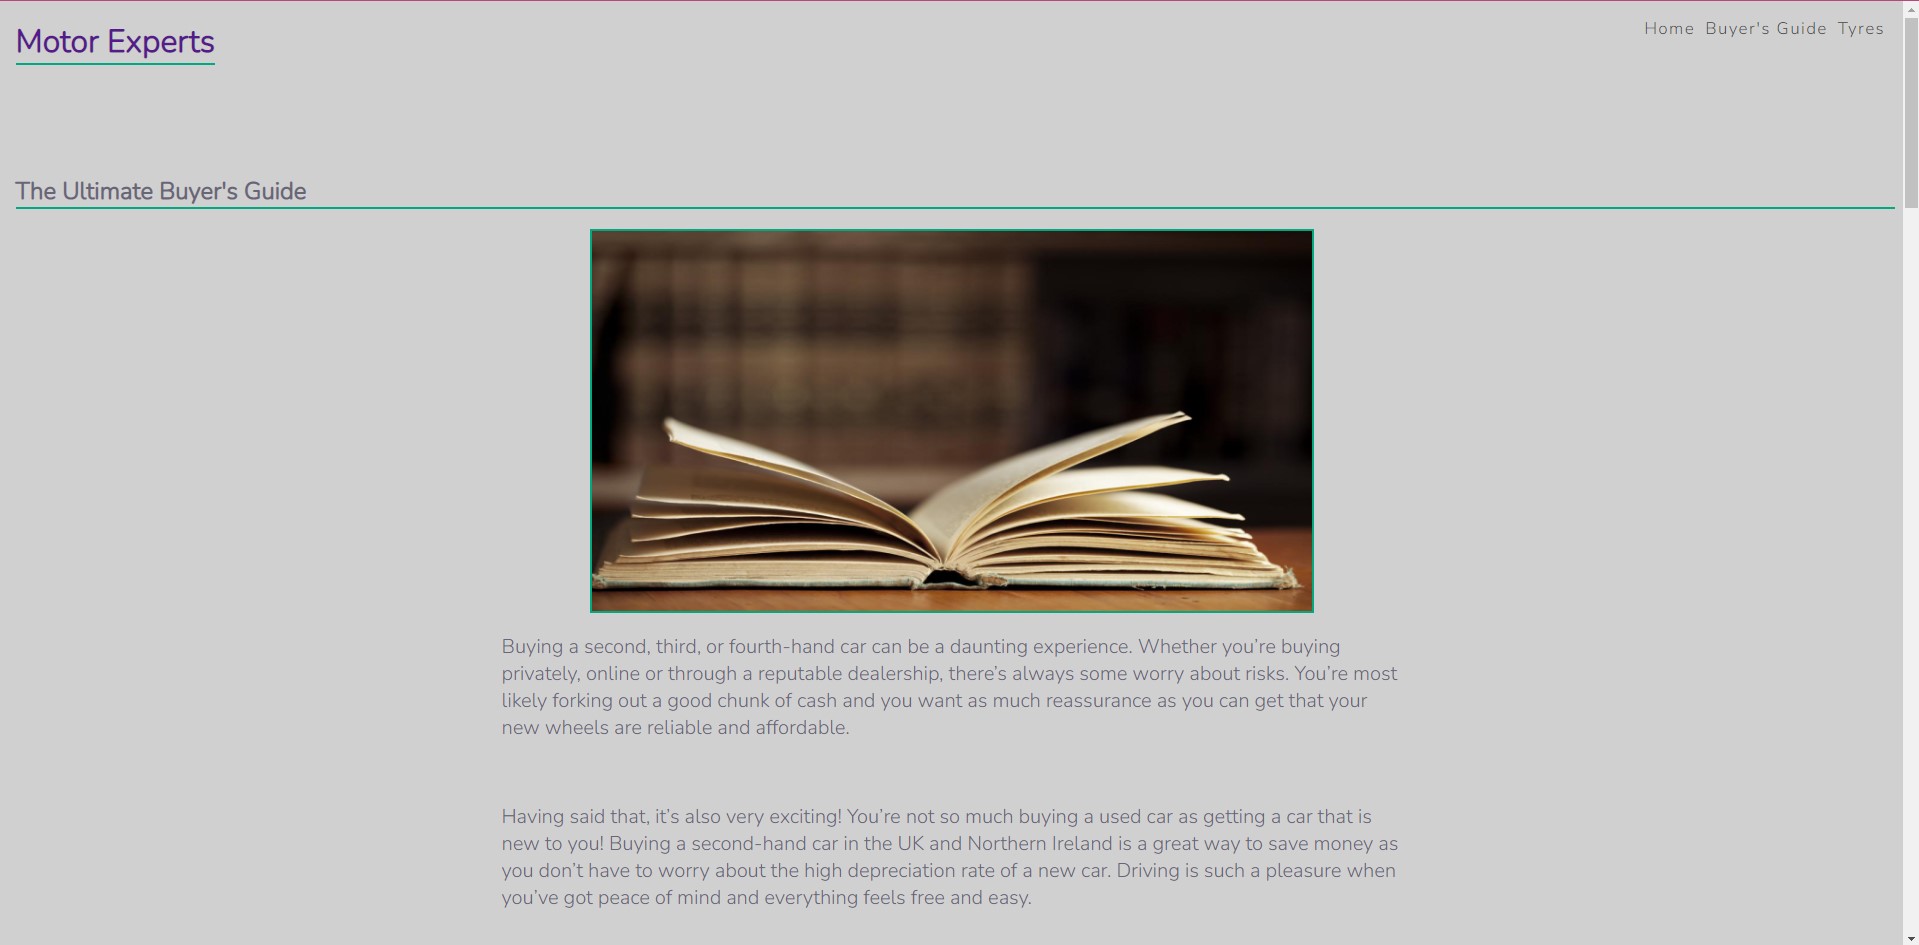 Motor Experts
Home Buyer's Guide Tyres
The Ultimate Buyer's Guide
Buying a second, third, or fourth-hand car can be a daunting experience. Whether you’re buying
privately, online or through a reputable dealership, there’s always some worry about risks. You’re most
likely forking out a good chunk of cash and you want as much reassurance as you can get that your
new wheels are reliable and affordable.
Having said that, it’s also very exciting! You’re not so much buying a used car as getting a car that is
new to you! Buying a second-hand car in the UK and Northern Ireland is a great way to save money as
you don’t have to worry about the high depreciation rate of a new car. Driving is such a pleasure when
you’ve got peace of mind and everything feels free and easy.